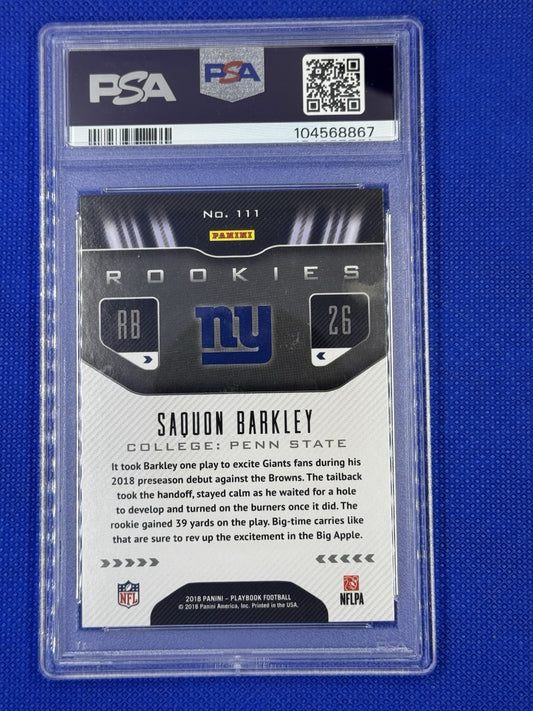 PSA
PSA
104568867
No. 111
PANINI
ROOKIES
RB
ny
26
SAQUON BARKLEY
COLLEGE: PENN STATE
It took Barkley one play to excite Giants fans during his
2018 preseason debut against the Browns. The tailback
took the handoff, stayed calm as he waited for a hole
to develop and turned on the burners once it did. The
rookie gained 39 yards on the play. Big-time carries like
that are sure to rev up the excitement in the Big Apple.
NFL
2018 PANINI – PLAYBOOK FOOTBALL
© 2018 Panini America, Inc. Printed in the USA.
NFLPA